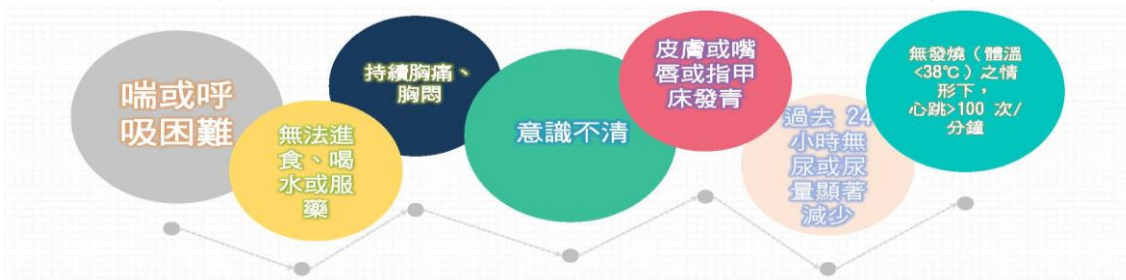 喘或呼
吸困難
無法進
食、喝
水或服
藥
持續胸痛、
胸悶
意識不清
皮膚或嘴
唇或指甲
床發青
過去 24
小時無
尿或尿
量顯著
減少
無發燒（體溫
<38℃）之情
形下，
心跳>100 次/
分鐘